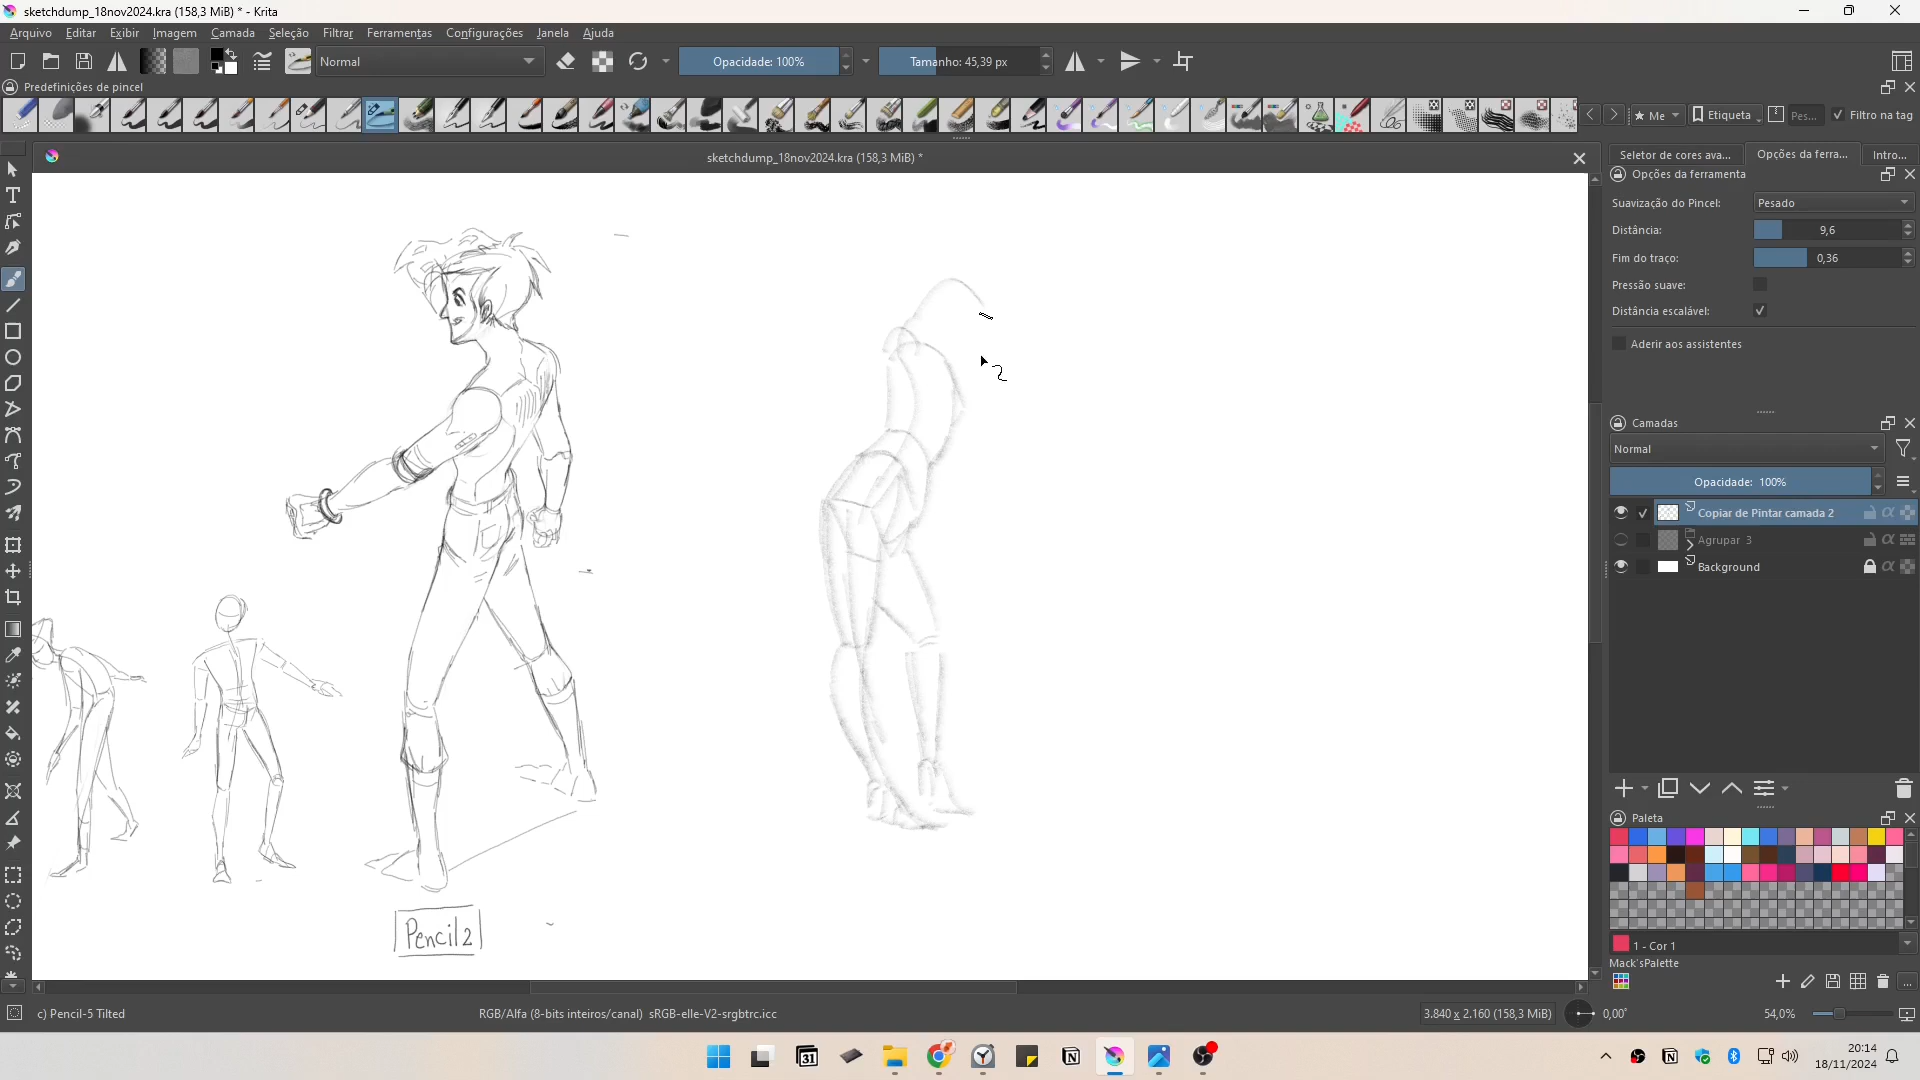 sketchdump_18nov2024.kra (158,3 MiB) * - Krita
Arquivo Editar Exibir Imagem Camada Seleção Filtrar Ferramentas Configurações Janela Ajuda
Normal Opacidade: 100% Tamanho: 45,39 px
Predefinições de pincel
Me Etiqueta Pes... Filtro na tag
sketchdump_18nov2024.kra (158,3 MiB) *
Seletor de cores ava... Opções da ferra... Intro...
Opções da ferramenta
Suavização do Pincel: Pesado
Distância: 9,6
Fim do traço: 0,36
Pressão suave:
Distância escalável:
Aderir aos assistentes
Camadas
Normal
Opacidade: 100%
Copiar de Pintar camada 2
Agrupar 3
Background
Paleta
1 - Cor 1
Mack'sPalette
Pencil 2
c) Pencil-5 Tilted
RGB/Alfa (8-bits inteiros/canal) sRGB-elle-V2-srgbtrc.icc
3.840 x 2.160 (158,3 MiB)
0,00°
54,0%
31
20:14
18/11/2024